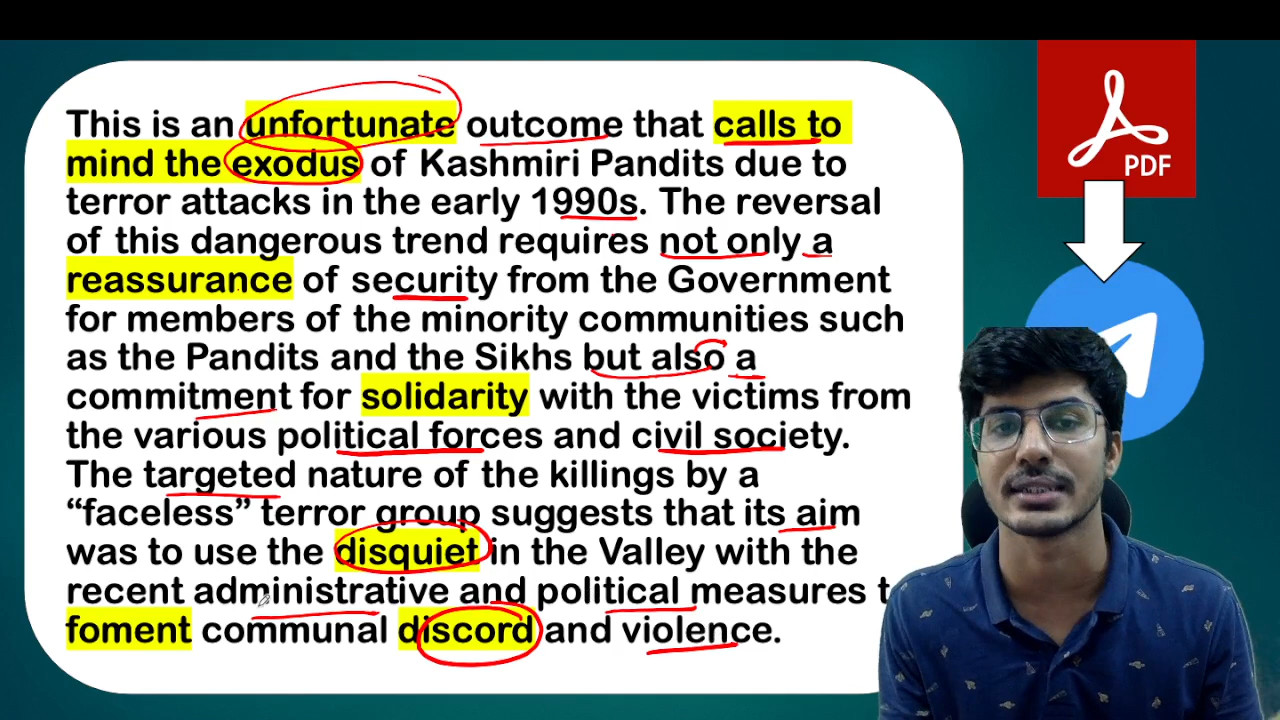 This is an unfortunate outcome that calls to
mind the exodus of Kashmiri Pandits due to
terror attacks in the early 1990s. The reversal
of this dangerous trend requires not only a
reassurance of security from the Government
for members of the minority communities such
as the Pandits and the Sikhs but also a
commitment for solidarity with the victims from
the various political forces and civil society.
The targeted nature of the killings by a
“faceless” terror group suggests that its aim
was to use the disquiet in the Valley with the
recent administrative and political measures t
foment communal discord and violence.
PDF